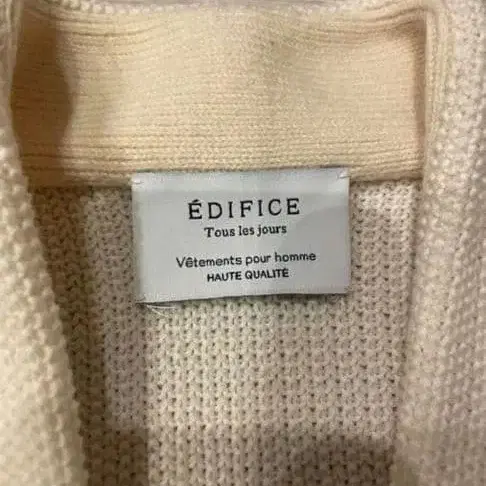 ÉDIFICE
Tous les jours
Vêtements pour homme
HAUTE QUALITÉ